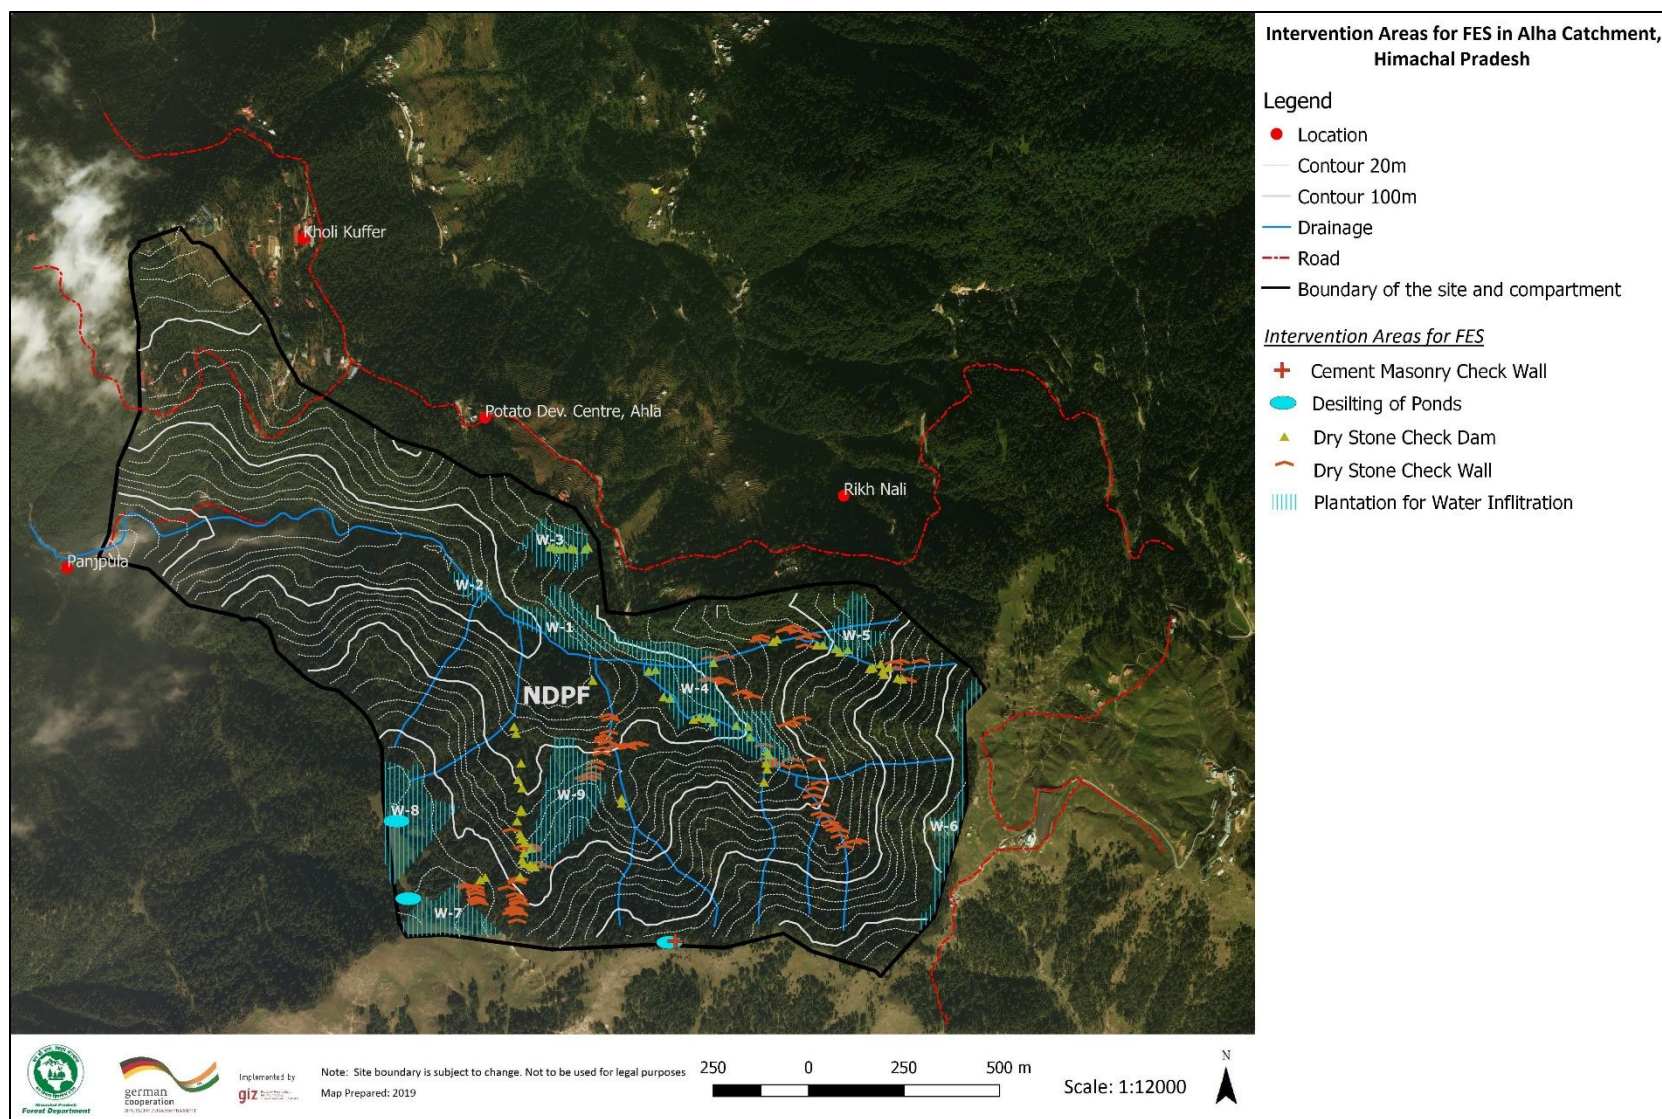 Intervention Areas for FES in Alha Catchment,
Himachal Pradesh
Legend
Location
Contour 20m
Contour 100m
Drainage
Road
Boundary of the site and compartment
Intervention Areas for FES
Cement Masonry Check Wall
Desilting of Ponds
Dry Stone Check Dam
Dry Stone Check Wall
Plantation for Water Inflitration
Kholi Kuffer
Potato Dev. Centre, Ahla
Rikh Nali
Panjpula
W-3
W-2
W-1
W-5
W-4
NDPF
W-9
W-8
W-6
W-7
Himachal Pradesh
Forest Department
german
cooperation
DEUTSCHE ZUSAMMENARBEIT
Implemented by
giz
Note: Site boundary is subject to change. Not to be used for legal purposes
Map Prepared: 2019
250 0 250 500 m
Scale: 1:12000
N